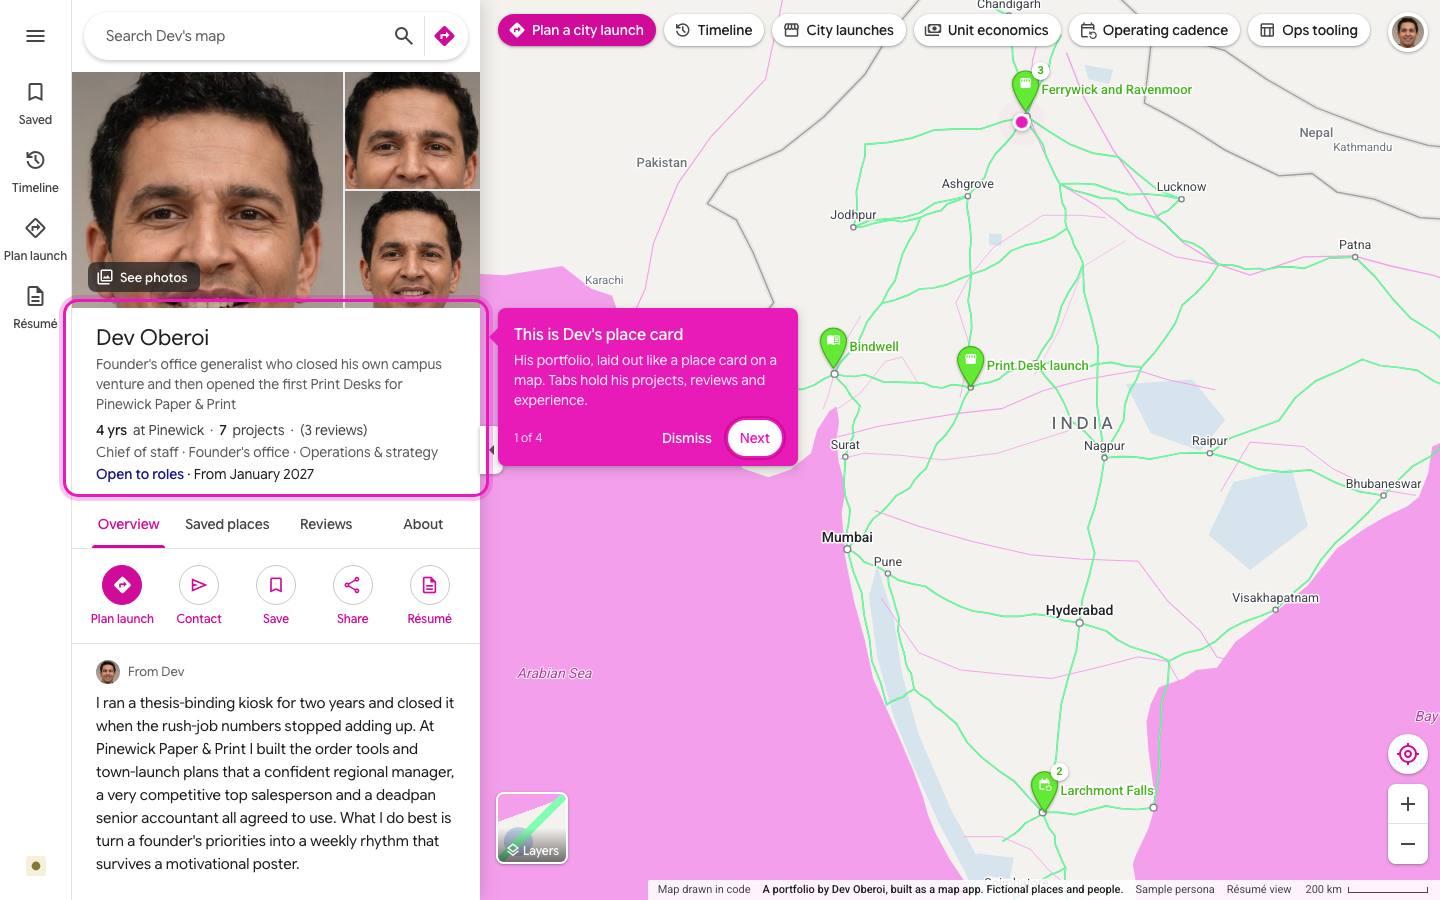 Search Dev's map
Saved
Timeline
Plan launch
Résumé
See photos
Dev Oberoi
Founder's office generalist who closed his own campus
venture and then opened the first Print Desks for
Pinewick Paper & Print
4 yrs at Pinewick · 7 projects · (3 reviews)
Chief of staff · Founder's office · Operations & strategy
Open to roles · From January 2027
Overview
Saved places
Reviews
About
Plan launch
Contact
Save
Share
Résumé
From Dev
I ran a thesis-binding kiosk for two years and closed it
when the rush-job numbers stopped adding up. At
Pinewick Paper & Print I built the order tools and
town-launch plans that a confident regional manager,
a very competitive top salesperson and a deadpan
senior accountant all agreed to use. What I do best is
turn a founder's priorities into a weekly rhythm that
survives a motivational poster.
Plan a city launch
Timeline
City launches
Unit economics
Operating cadence
Ops tooling
This is Dev's place card
His portfolio, laid out like a place card on a
map. Tabs hold his projects, reviews and
experience.
1 of 4
Dismiss
Next
Chandigarh
3
Ferrywick and Ravenmoor
Nepal
Kathmandu
Pakistan
Ashgrove
Lucknow
Jodhpur
Patna
Karachi
Bindwell
Print Desk launch
INDIA
Surat
Nagpur
Raipur
Bhubaneswar
Mumbai
Pune
Visakhapatnam
Hyderabad
Arabian Sea
Bay
2
Larchmont Falls
Layers
Map drawn in code
A portfolio by Dev Oberoi, built as a map app. Fictional places and people.
Sample persona
Résumé view
200 km